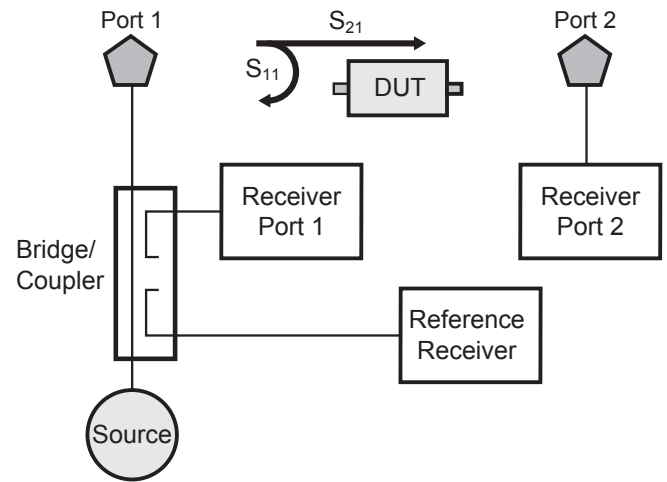 Port 1
S21
Port 2
S11
DUT
Receiver
Port 1
Receiver
Port 2
Bridge/
Coupler
Reference
Receiver
Source